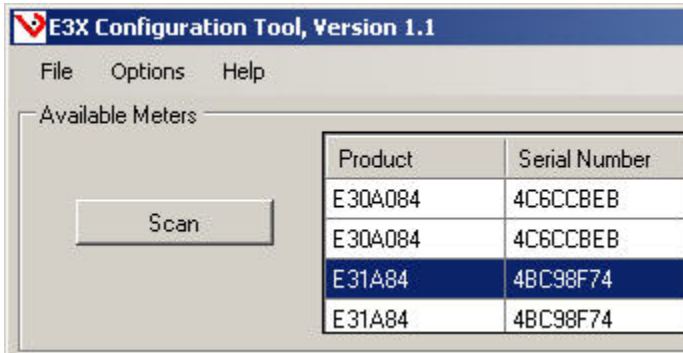 E3X Configuration Tool, Version 1.1
File Options Help
Available Meters
Scan
Product Serial Number
E30A084 4C6CCBEB
E30A084 4C6CCBEB
E31A84 4BC98F74
E31A84 4BC98F74